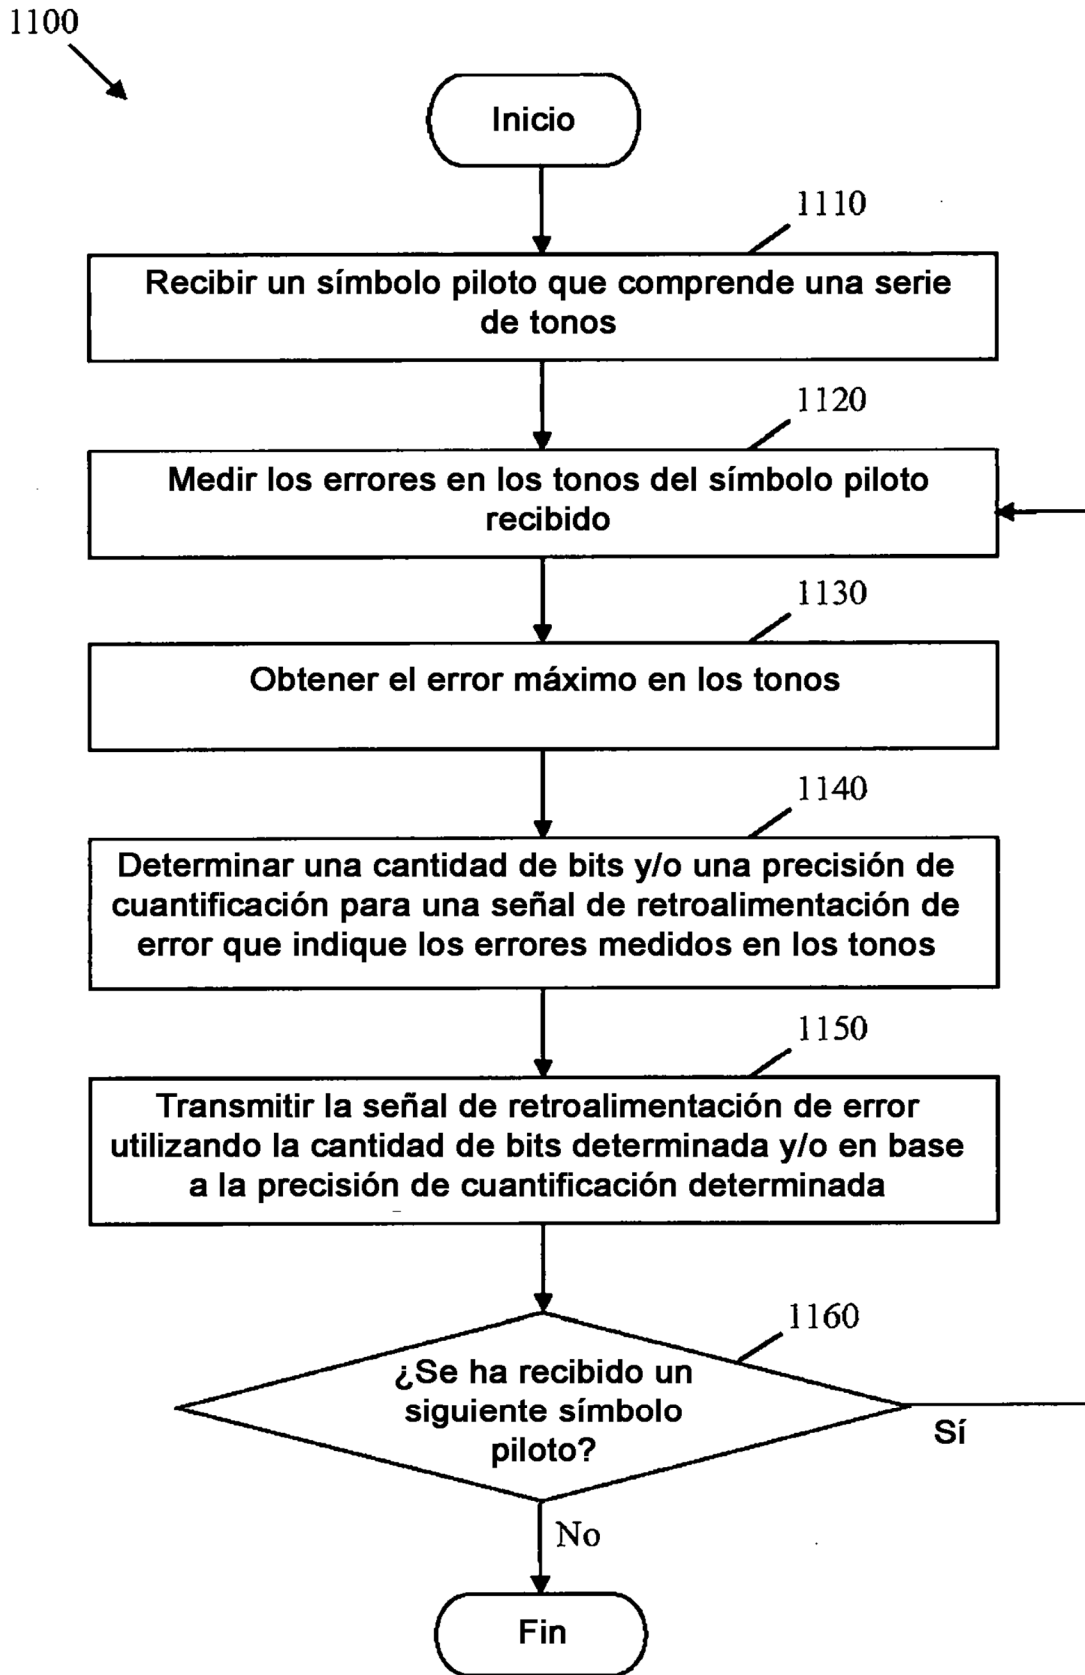 1100
Inicio
1110
Recibir un símbolo piloto que comprende una serie
de tonos
1120
Medir los errores en los tonos del símbolo piloto
recibido
1130
Obtener el error máximo en los tonos
1140
Determinar una cantidad de bits y/o una precisión de
cuantificación para una señal de retroalimentación de
error que indique los errores medidos en los tonos
1150
Transmitir la señal de retroalimentación de error
utilizando la cantidad de bits determinada y/o en base
a la precisión de cuantificación determinada
1160
¿Se ha recibido un
siguiente símbolo
piloto?
Sí
No
Fin